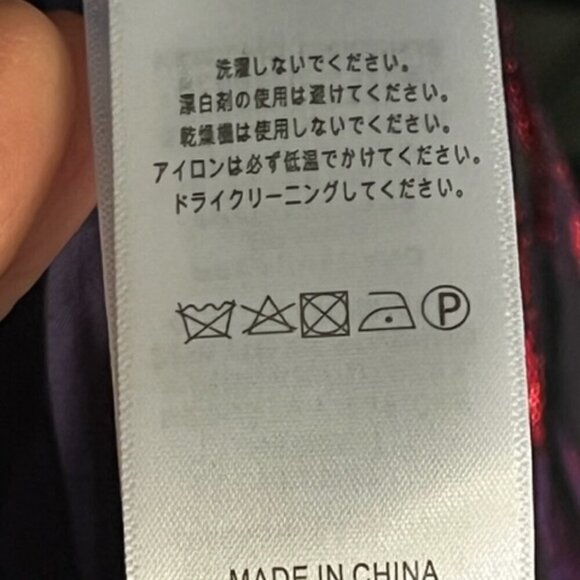 洗濯しないでください。
漂白剤の使用は避けてください。
乾燥機は使用しないでください。
アイロンは必ず低温でかけてください。
ドライクリーニングしてください。
P
MADE IN CHINA